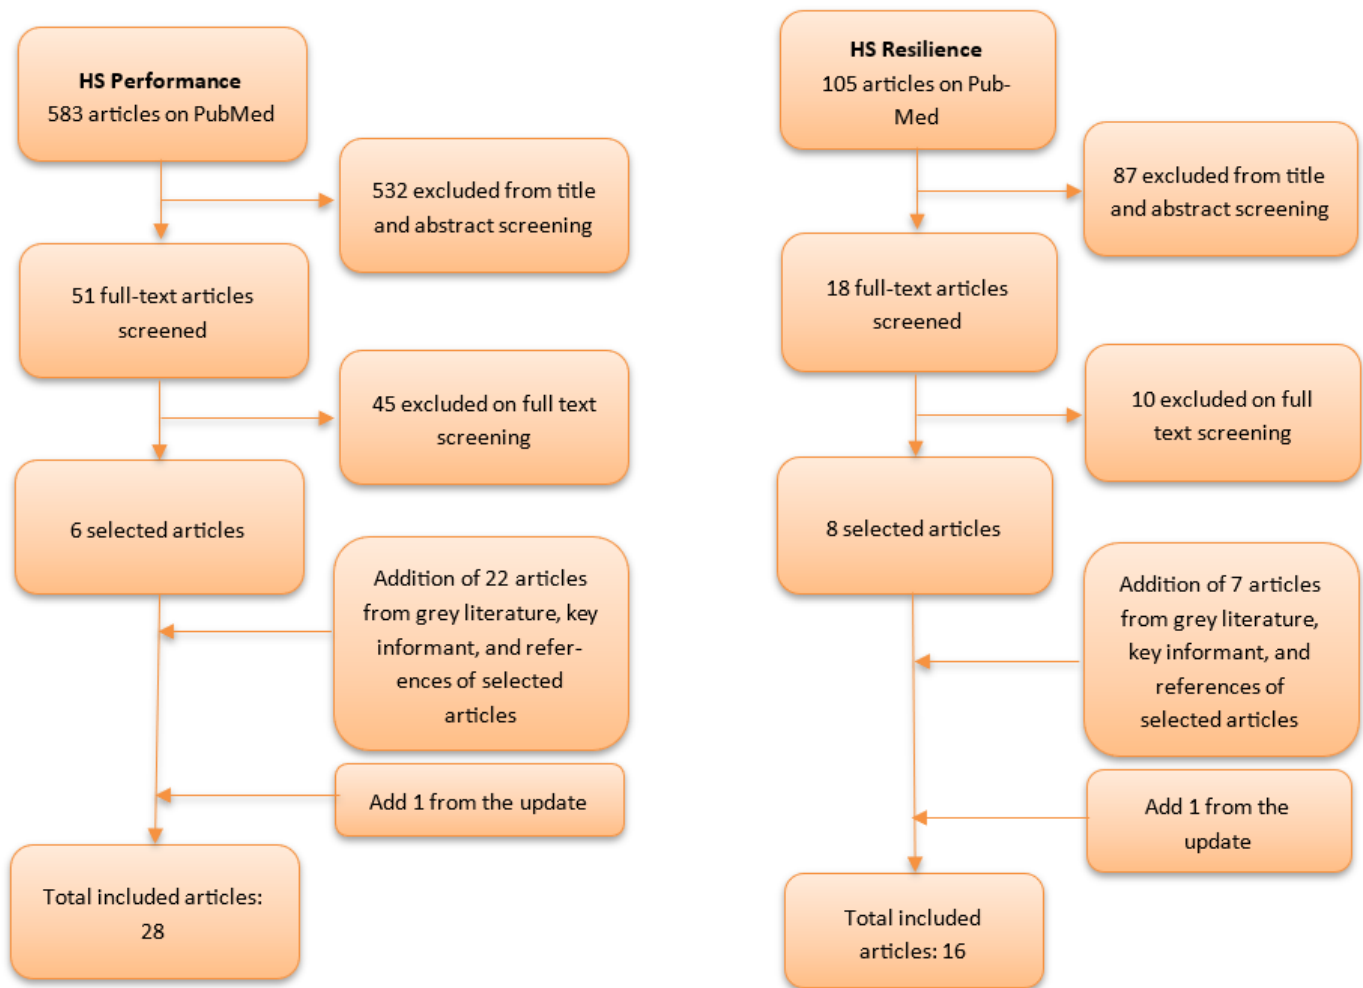 HS Performance
583 articles on PubMed
532 excluded from title
and abstract screening
51 full-text articles
screened
45 excluded on full text
screening
6 selected articles
Addition of 22 articles
from grey literature, key
informant, and refer-
ences of selected
articles
Add 1 from the update
Total included articles:
28
HS Resilience
105 articles on Pub-
Med
87 excluded from title
and abstract screening
18 full-text articles
screened
10 excluded on full
text screening
8 selected articles
Addition of 7 articles
from grey literature,
key informant, and
references of
selected articles
Add 1 from the
update
Total included
articles: 16